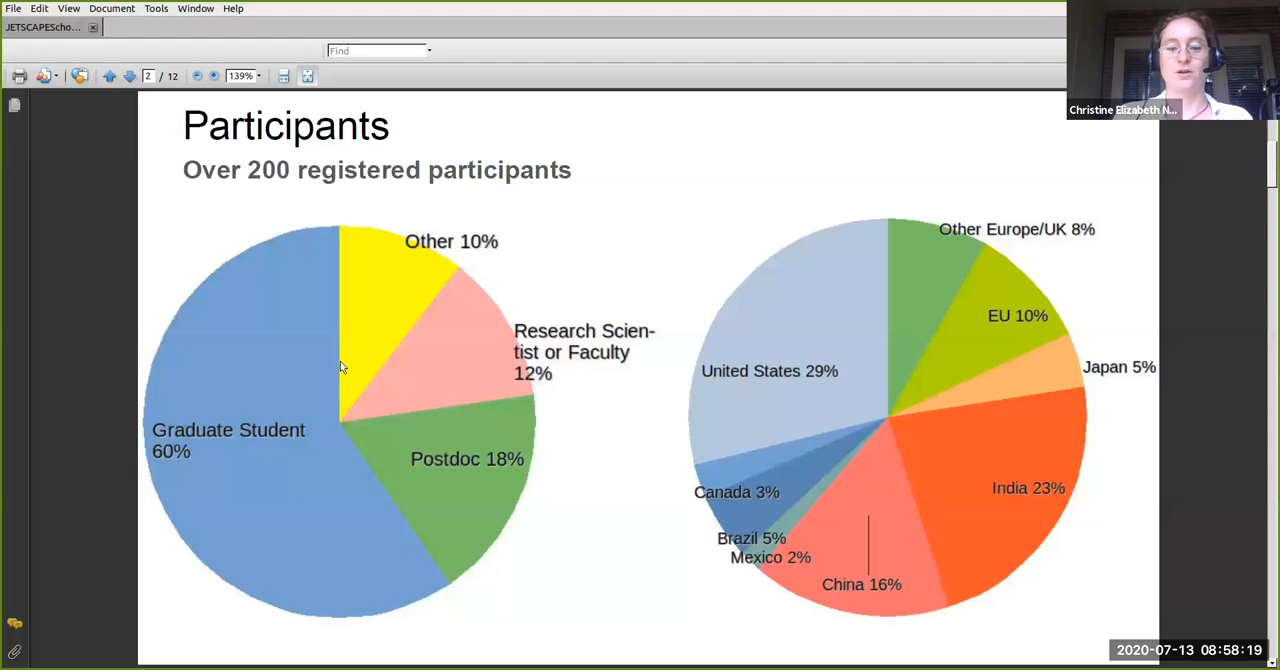 File Edit View Document Tools Window Help
JETSCAPEScho...
Find
2 / 12 139%
Christine Elizabeth N...
Participants
Over 200 registered participants
Other 10%
Research Scien-
tist or Faculty
12%
Graduate Student
60%
Postdoc 18%
Other Europe/UK 8%
EU 10%
Japan 5%
United States 29%
India 23%
Canada 3%
Brazil 5%
Mexico 2%
China 16%
2020-07-13 08:58:19